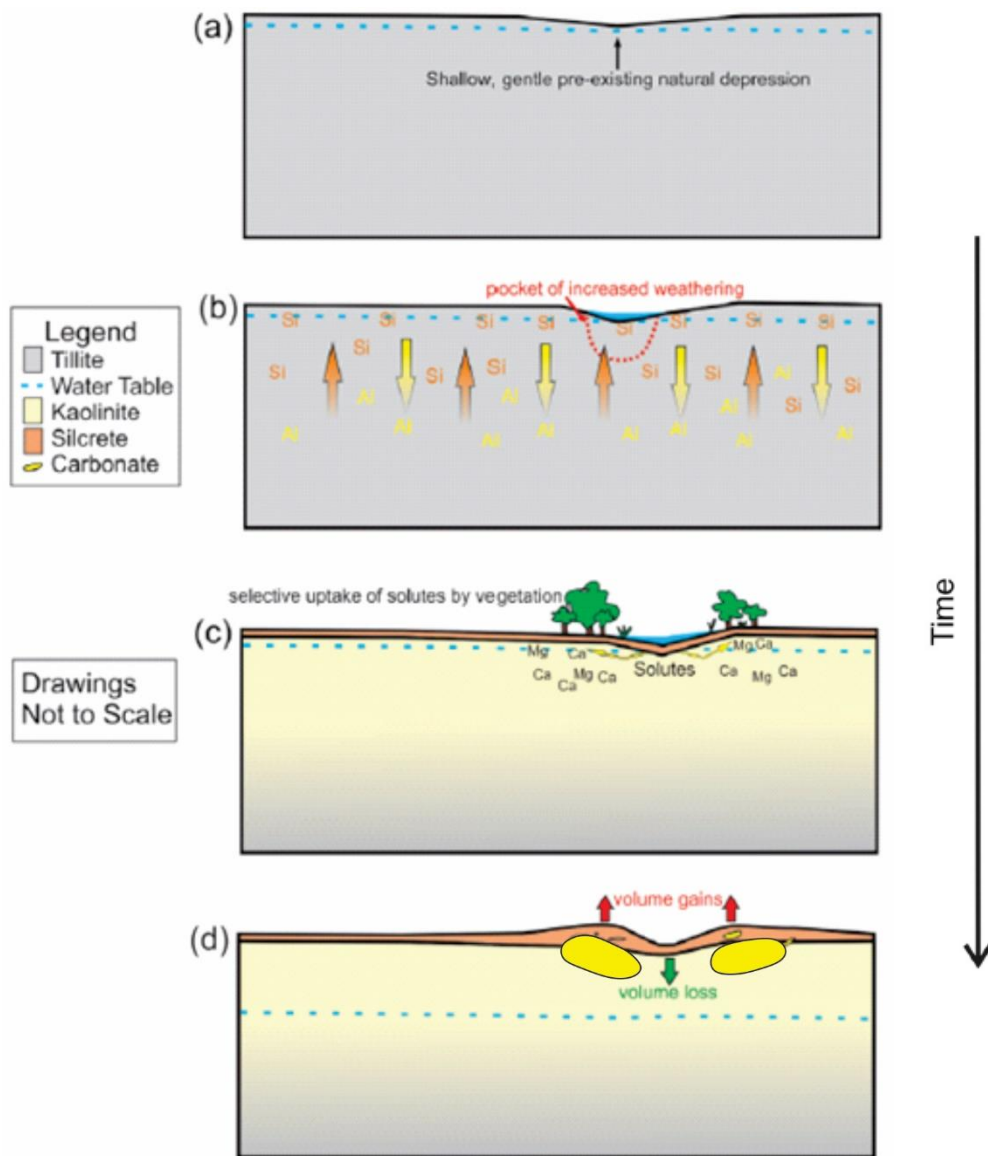 (a)
Shallow, gentle pre-existing natural depression
(b)
pocket of increased weathering
Si Si Si Si Si Si Si
Si Si Si Si Al
Si
Al Al Al Si Si
Al Al Al Al Al Al Al Al
Legend
Tillite
Water Table
Kaolinite
Silcrete
Carbonate
selective uptake of solutes by vegetation
(c)
Mg Ca Solutes Mg Ca
Ca Mg Ca Ca Mg Ca
Ca
Drawings
Not to Scale
Time
(d)
volume gains
volume loss